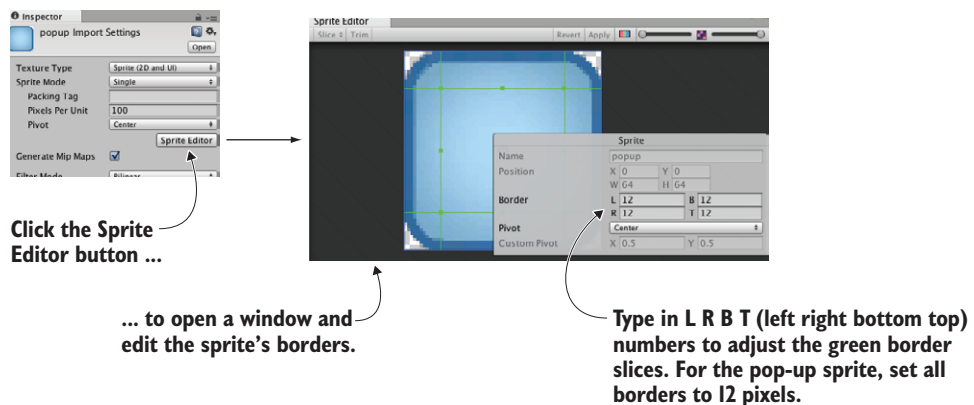 Inspector
popup Import Settings
Open
Texture Type Sprite (2D and UI)
Sprite Mode Single
Packing Tag
Pixels Per Unit 100
Pivot Center
Sprite Editor
Generate Mip Maps
Filter Mode Bilinear
Sprite Editor
Slice Trim Revert Apply
Sprite
Name popup
Position X 0 Y 0
W 64 H 64
Border L 12 B 12
R 12 T 12
Pivot Center
Custom Pivot X 0.5 Y 0.5
Click the Sprite
Editor button ...
... to open a window and
edit the sprite's borders.
Type in L R B T (left right bottom top)
numbers to adjust the green border
slices. For the pop-up sprite, set all
borders to 12 pixels.